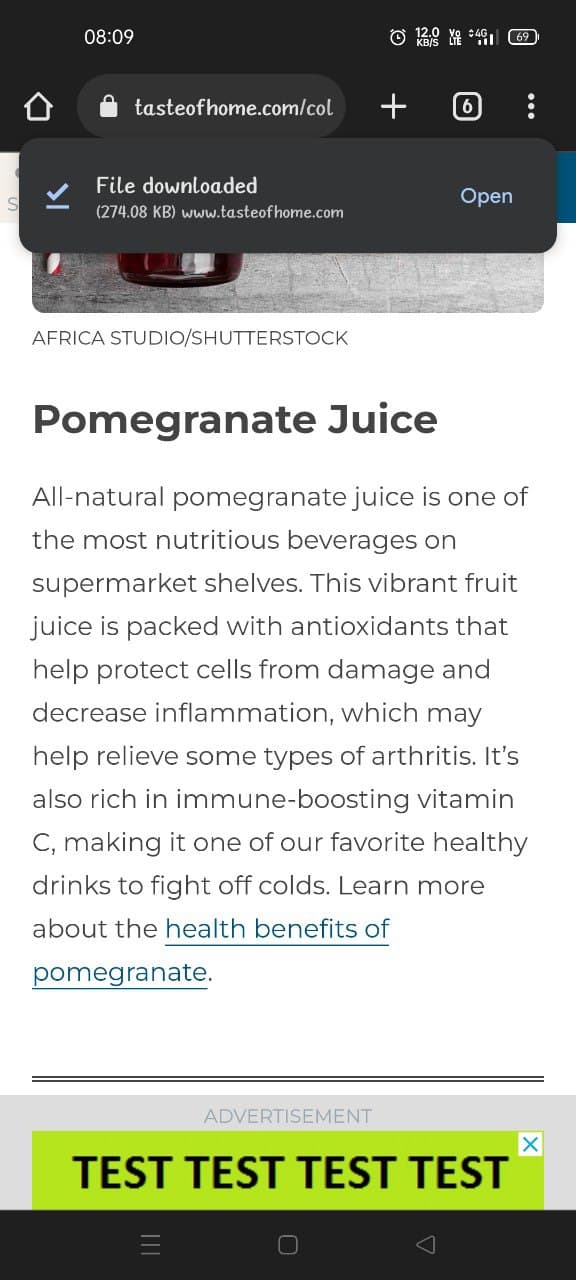 08:09
12.0 KB/S
Vo LTE
4G
69
tasteofhome.com/col
6
File downloaded
(274.08 KB) www.tasteofhome.com
Open
S
AFRICA STUDIO/SHUTTERSTOCK
Pomegranate Juice
All-natural pomegranate juice is one of
the most nutritious beverages on
supermarket shelves. This vibrant fruit
juice is packed with antioxidants that
help protect cells from damage and
decrease inflammation, which may
help relieve some types of arthritis. It’s
also rich in immune-boosting vitamin
C, making it one of our favorite healthy
drinks to fight off colds. Learn more
about the health benefits of
pomegranate.
ADVERTISEMENT
TEST TEST TEST TEST